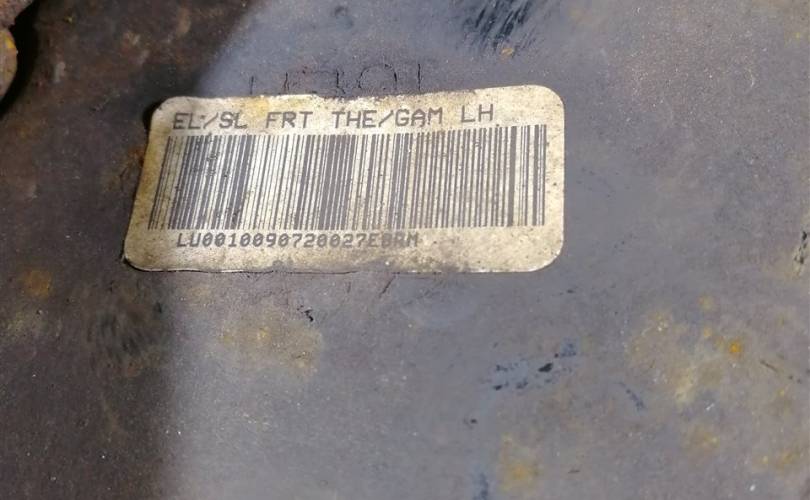 EL/SL FRT THE/GAM LH
LU0010090720027EBRM